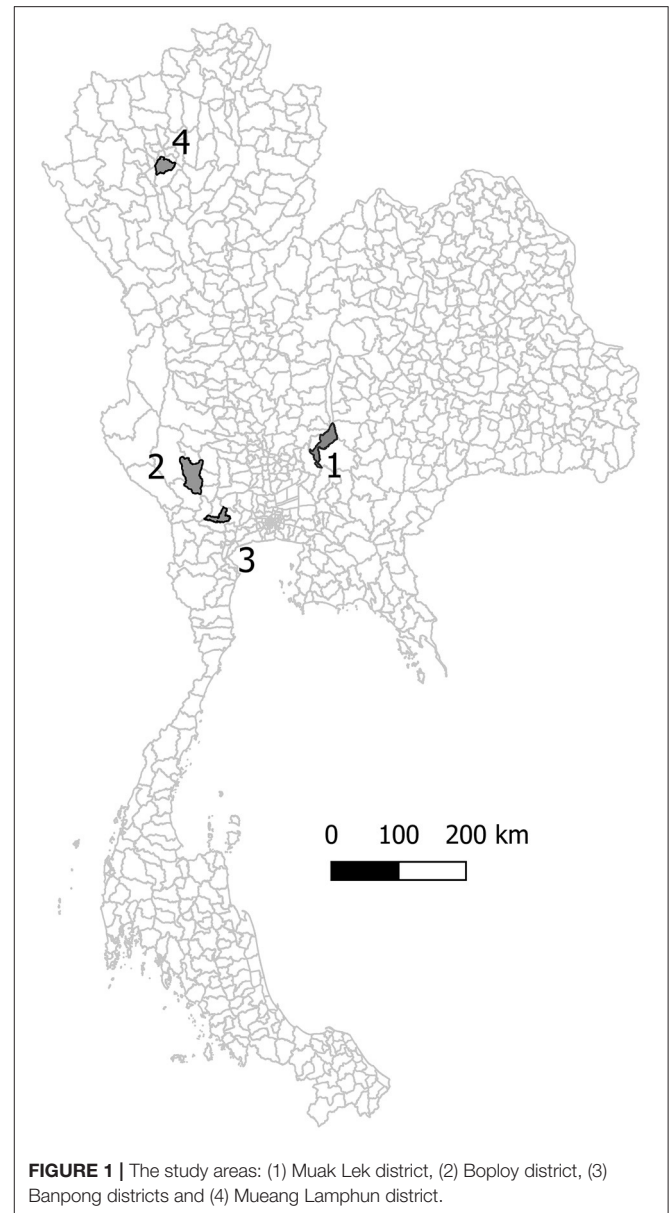 4
2
1
3
0 100 200 km
FIGURE 1 | The study areas: (1) Muak Lek district, (2) Boploy district, (3)
Banpong districts and (4) Mueang Lamphun district.